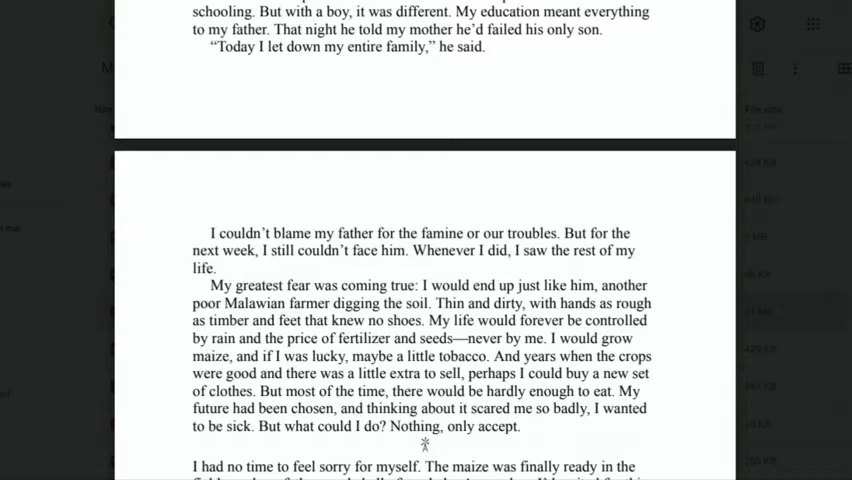 schooling. But with a boy, it was different. My education meant everything
to my father. That night he told my mother he’d failed his only son.
“Today I let down my entire family,” he said.
I couldn’t blame my father for the famine or our troubles. But for the
next week, I still couldn’t face him. Whenever I did, I saw the rest of my
life.
My greatest fear was coming true: I would end up just like him, another
poor Malawian farmer digging the soil. Thin and dirty, with hands as rough
as timber and feet that knew no shoes. My life would forever be controlled
by rain and the price of fertilizer and seeds—never by me. I would grow
maize, and if I was lucky, maybe a little tobacco. And years when the crops
were good and there was a little extra to sell, perhaps I could buy a new set
of clothes. But most of the time, there would be hardly enough to eat. My
future had been chosen, and thinking about it scared me so badly, I wanted
to be sick. But what could I do? Nothing, only accept.
I had no time to feel sorry for myself. The maize was finally ready in the
File size